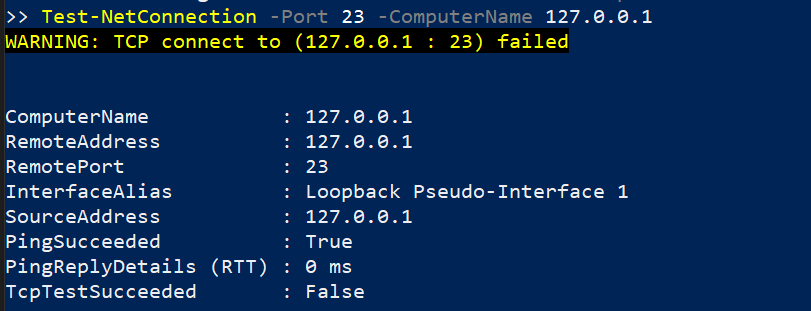 >> Test-NetConnection -Port 23 -ComputerName 127.0.0.1
WARNING: TCP connect to (127.0.0.1 : 23) failed
ComputerName : 127.0.0.1
RemoteAddress : 127.0.0.1
RemotePort : 23
InterfaceAlias : Loopback Pseudo-Interface 1
SourceAddress : 127.0.0.1
PingSucceeded : True
PingReplyDetails (RTT) : 0 ms
TcpTestSucceeded : False